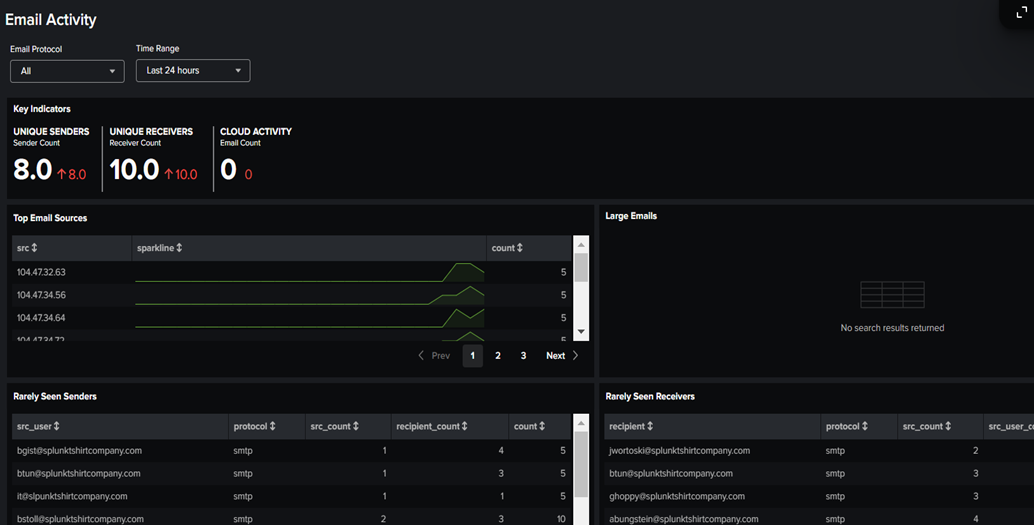 Email Activity
Email Protocol
Time Range
All
Last 24 hours
Key Indicators
UNIQUE SENDERS
Sender Count
8.0 8.0
UNIQUE RECEIVERS
Receiver Count
10.0 10.0
CLOUD ACTIVITY
Email Count
0 0
Top Email Sources
src sparkline count
104.47.32.63 5
104.47.34.56 5
104.47.34.64 5
104.47.34.72 5
Prev 1 2 3 Next
Large Emails
No search results returned
Rarely Seen Senders
src_user protocol src_count recipient_count count
bgist@splunktshirtcompany.com smtp 1 4 5
btun@splunktshirtcompany.com smtp 1 3 5
it@slpunktshirtcompany.com smtp 1 1 5
bstoll@splunktshirtcompany.com smtp 2 3 10
Rarely Seen Receivers
recipient protocol src_count src_user_co
jwortoski@splunktshirtcompany.com smtp 2
btun@splunktshirtcompany.com smtp 3
ghoppy@splunktshirtcompany.com smtp 3
abungstein@splunktshirtcompany.com smtp 4